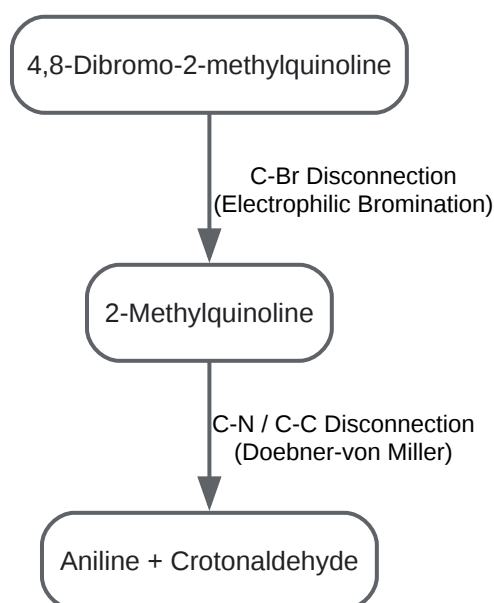 4,8-Dibromo-2-methylquinoline
C-Br Disconnection
(Electrophilic Bromination)
2-Methylquinoline
C-N / C-C Disconnection
(Doebner-von Miller)
Aniline + Crotonaldehyde